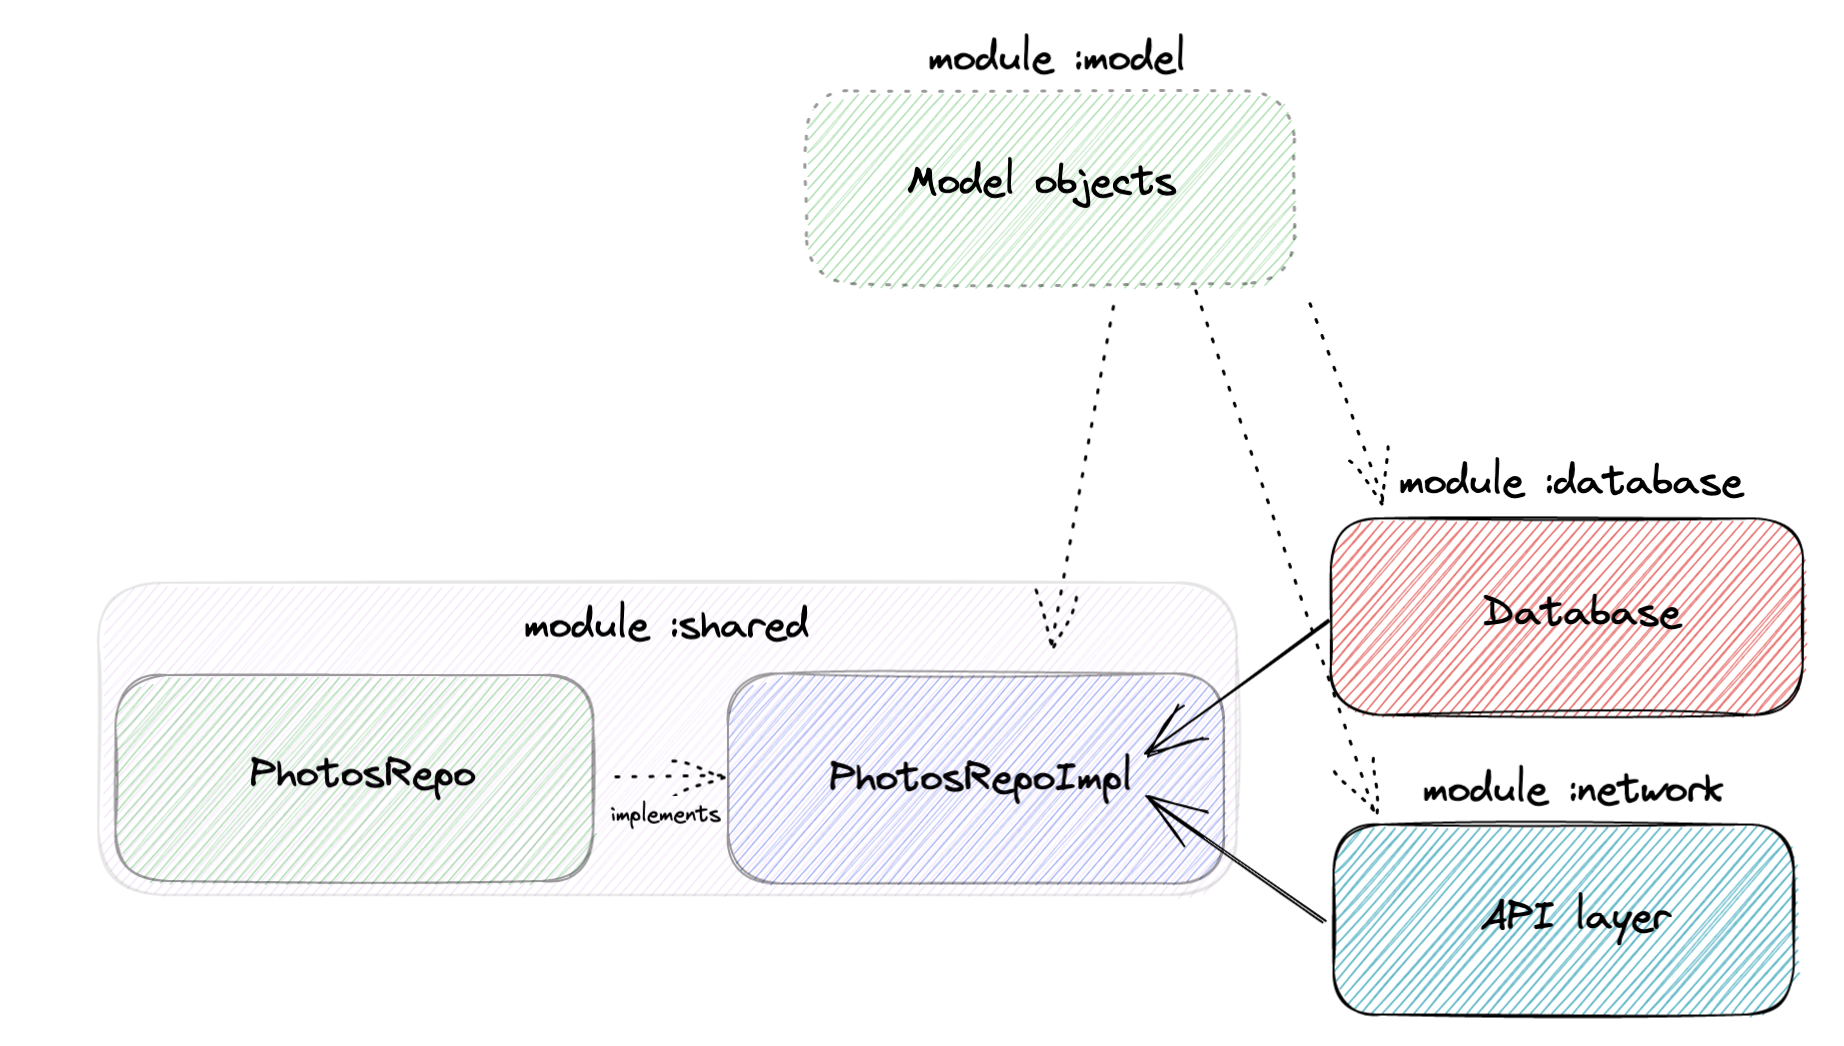 module :model
Model objects
module :database
Database
module :shared
PhotosRepo
implements
PhotosRepoImpl
module :network
API layer